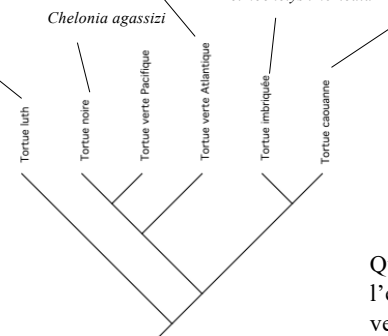 Chelonia agassizi
Tortue luth
Tortue noire
Tortue verte Pacifique
Tortue verte Atlantique
Tortue imbriquée
Tortue caouanne